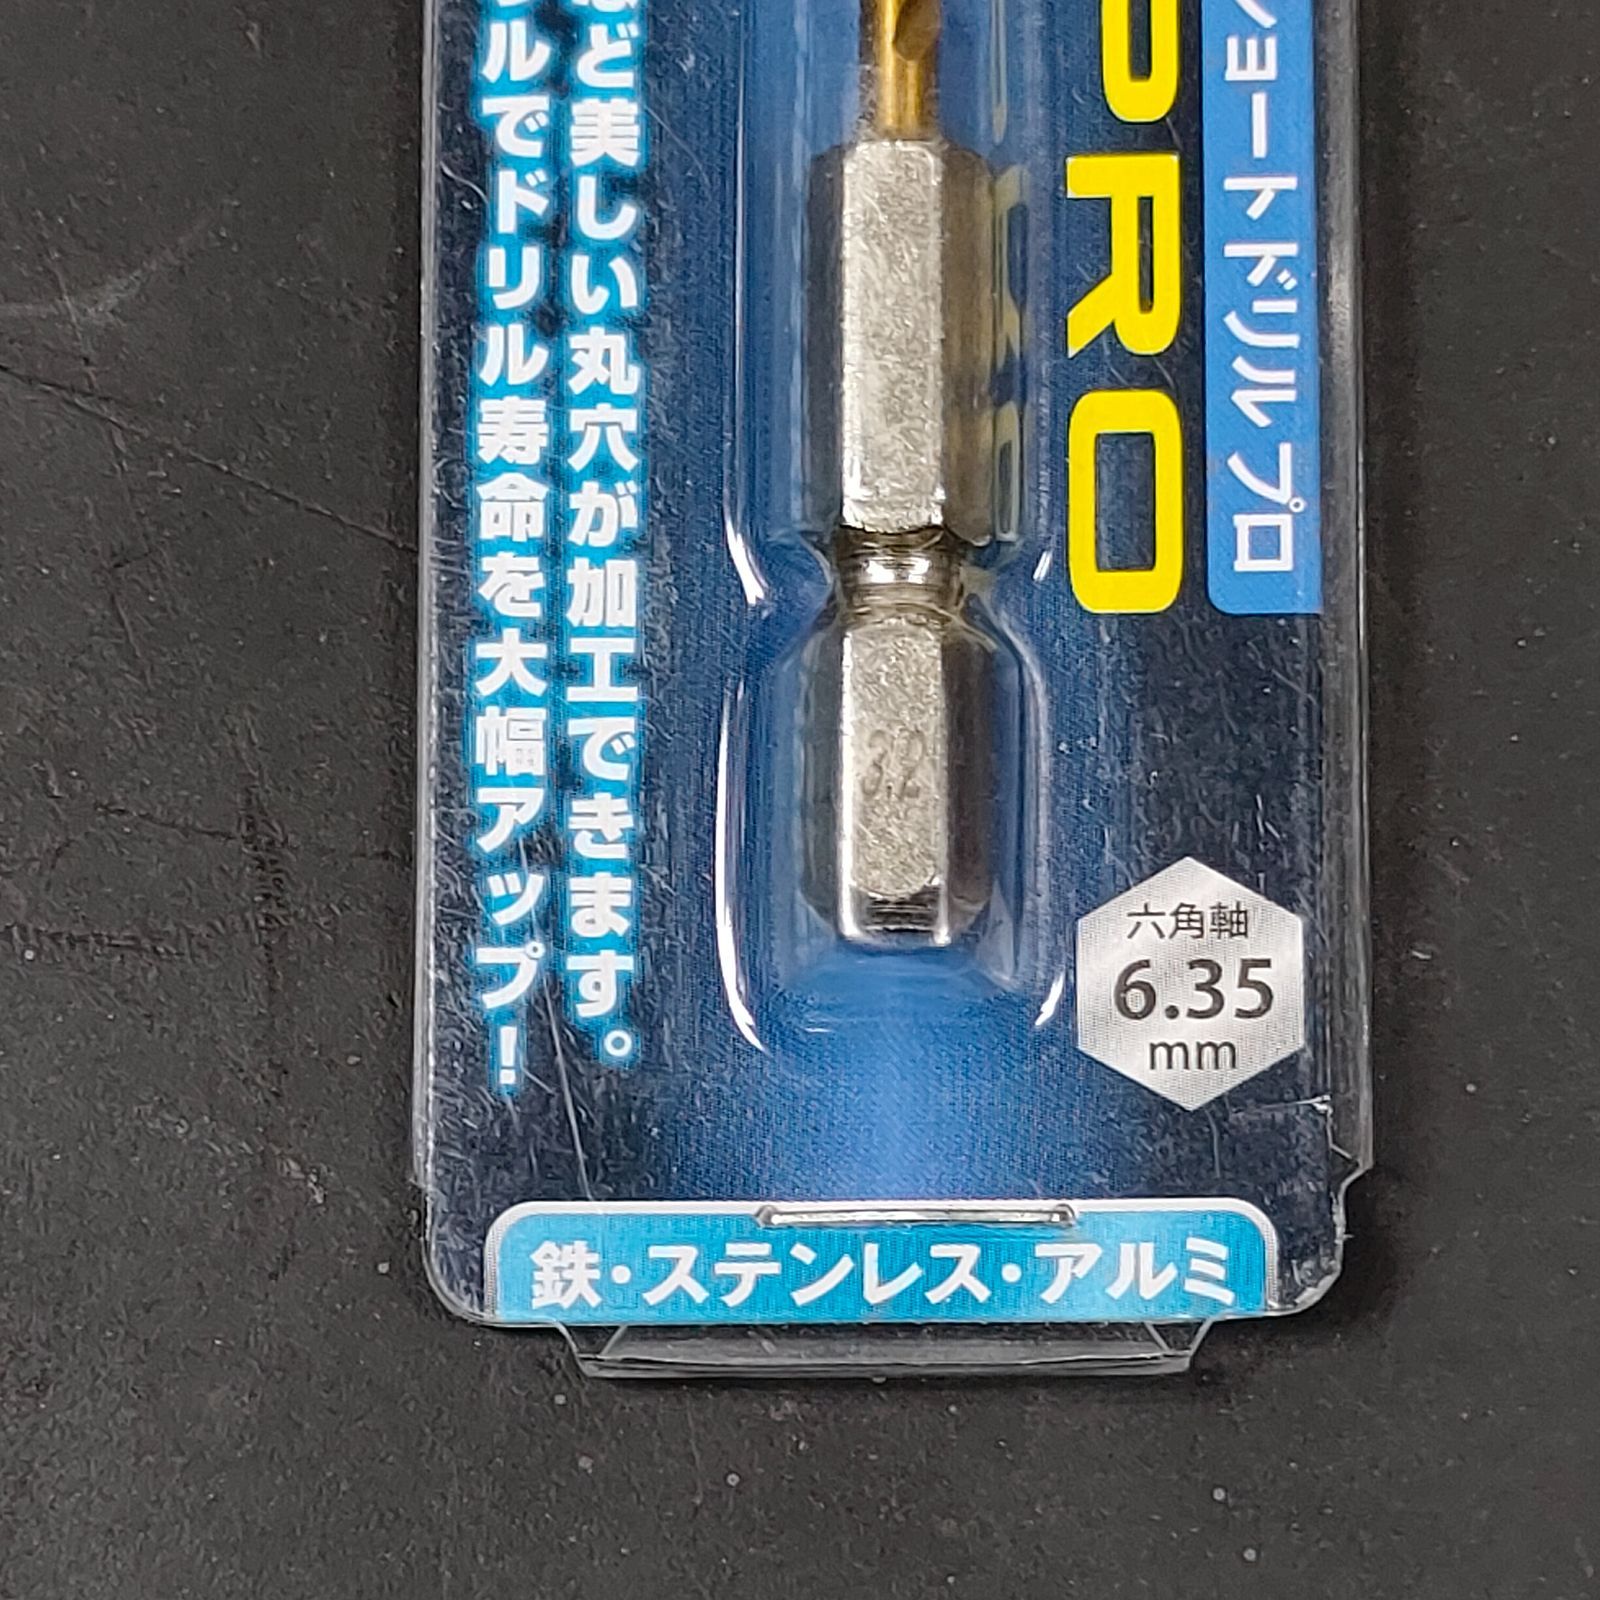 ョートドリル プロ
PRO
ど美しい丸穴が加工できます。
ルでドリル寿命を大幅アップ!
3.2
六角軸
6.35
mm
鉄・ステンレス・アルミ